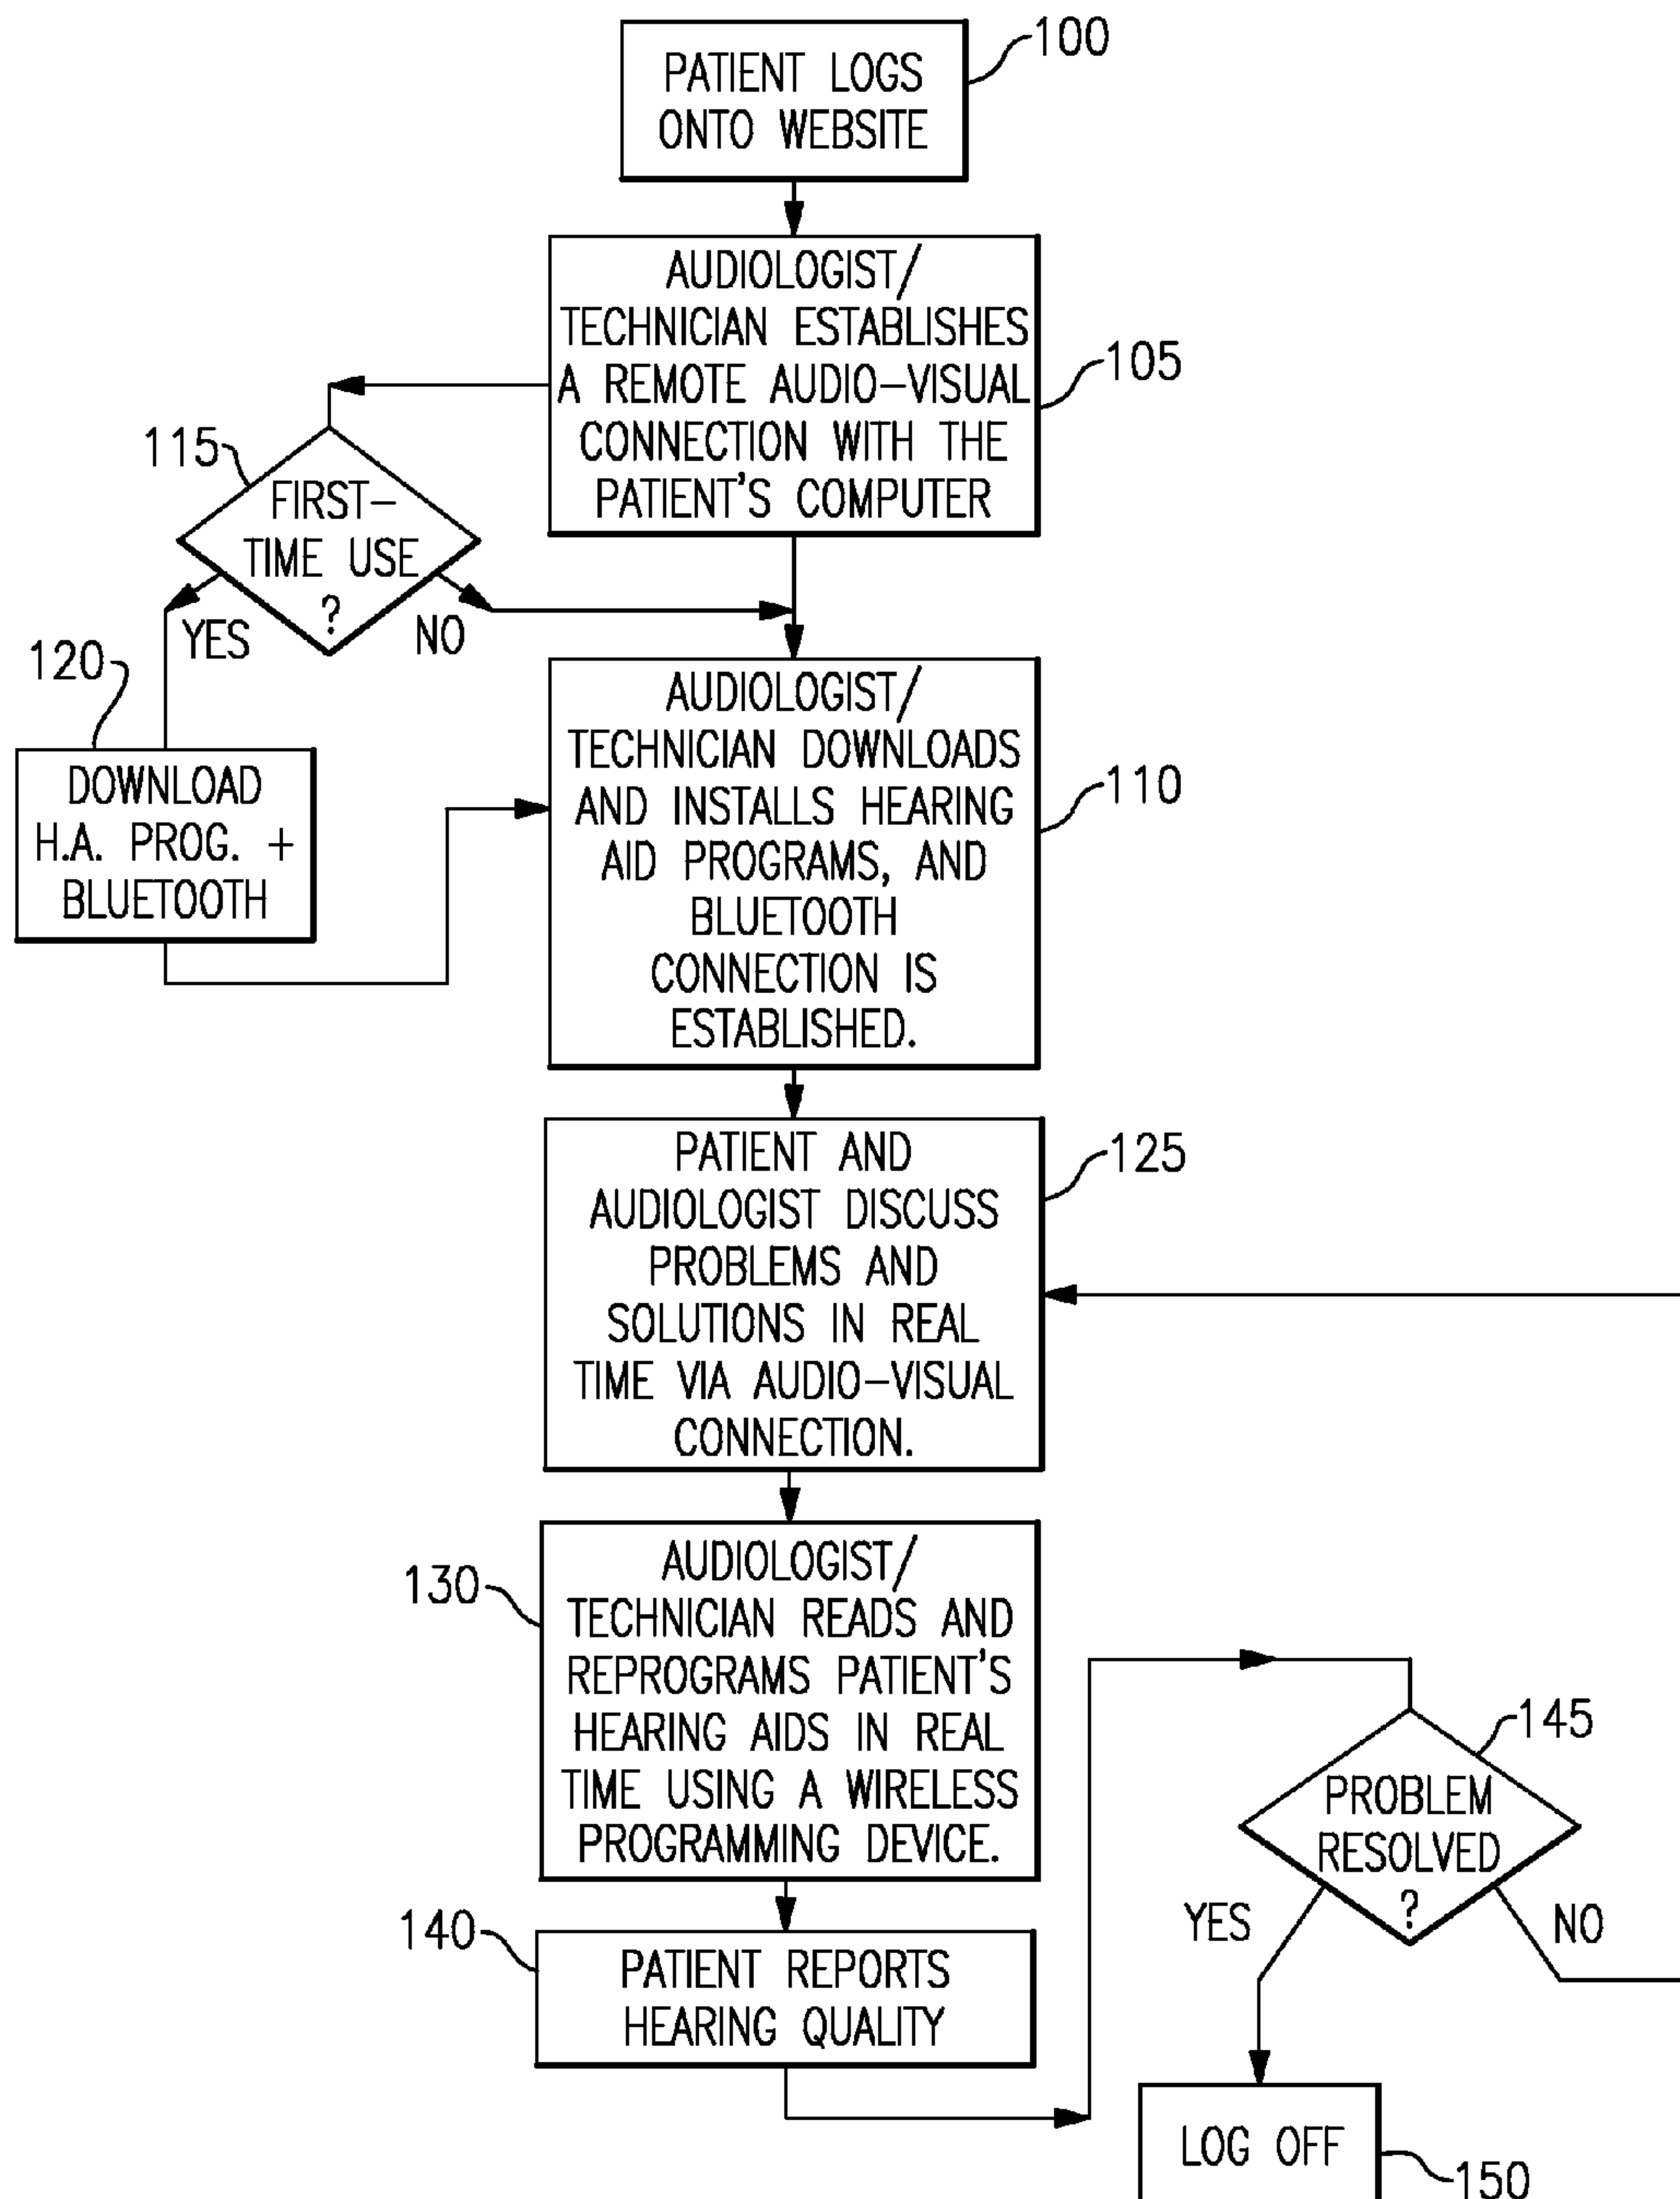 PATIENT LOGS
ONTO WEBSITE
100
AUDIOLOGIST/
TECHNICIAN ESTABLISHES
A REMOTE AUDIO-VISUAL
CONNECTION WITH THE
PATIENT'S COMPUTER
105
115
FIRST-
TIME USE
?
YES
NO
120
DOWNLOAD
H.A. PROG. +
BLUETOOTH
AUDIOLOGIST/
TECHNICIAN DOWNLOADS
AND INSTALLS HEARING
AID PROGRAMS, AND
BLUETOOTH
CONNECTION IS
ESTABLISHED.
110
PATIENT AND
AUDIOLOGIST DISCUSS
PROBLEMS AND
SOLUTIONS IN REAL
TIME VIA AUDIO-VISUAL
CONNECTION.
125
130
AUDIOLOGIST/
TECHNICIAN READS AND
REPROGRAMS PATIENT'S
HEARING AIDS IN REAL
TIME USING A WIRELESS
PROGRAMMING DEVICE.
140
PATIENT REPORTS
HEARING QUALITY
145
PROBLEM
RESOLVED
?
YES
NO
LOG OFF
150